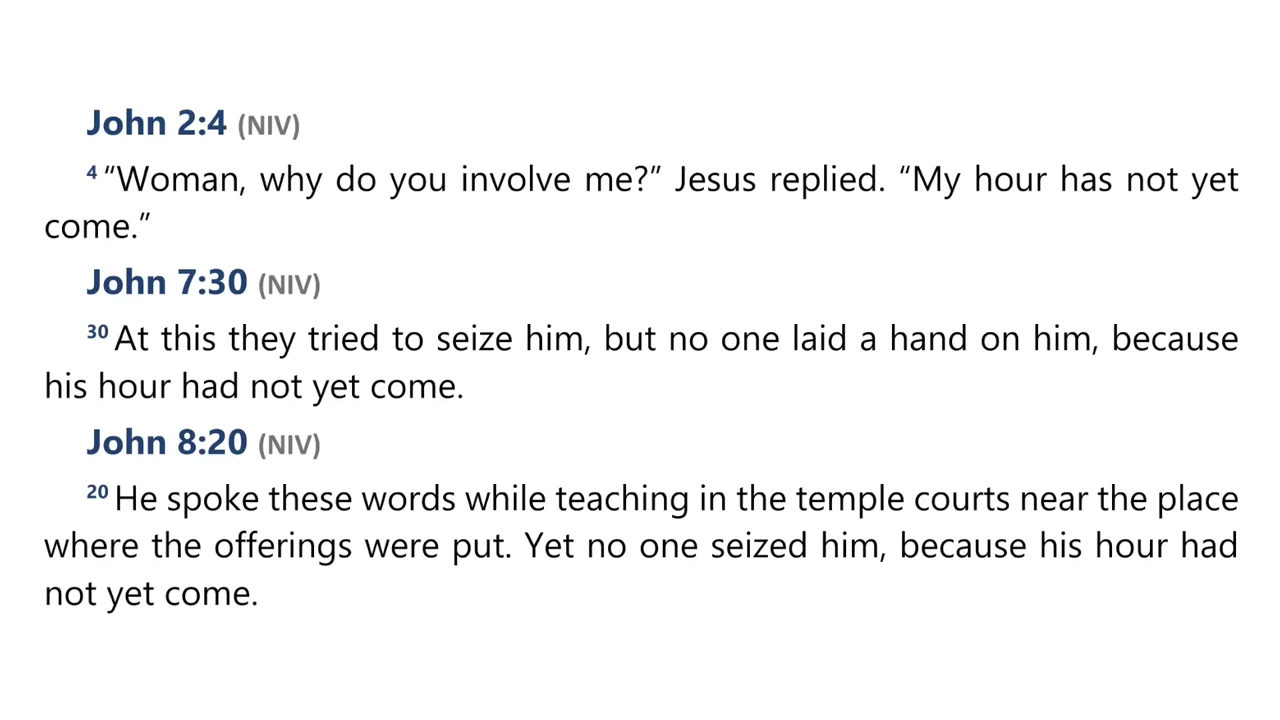 John 2:4 (NIV)
4 “Woman, why do you involve me?” Jesus replied. “My hour has not yet
come.”
John 7:30 (NIV)
30 At this they tried to seize him, but no one laid a hand on him, because
his hour had not yet come.
John 8:20 (NIV)
20 He spoke these words while teaching in the temple courts near the place
where the offerings were put. Yet no one seized him, because his hour had
not yet come.